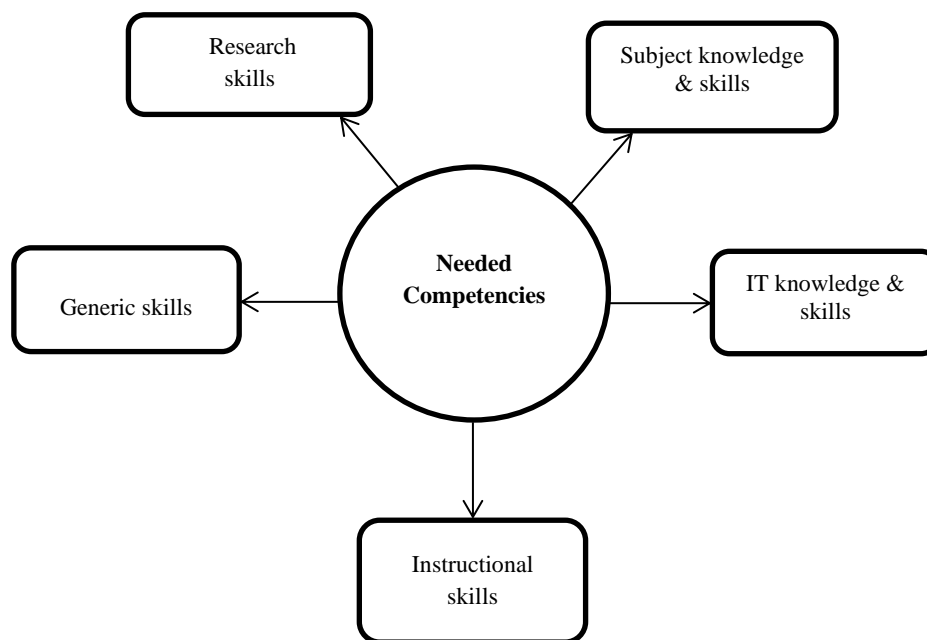 Research
skills
Subject knowledge
& skills
Needed
Competencies
Generic skills
IT knowledge &
skills
Instructional
skills